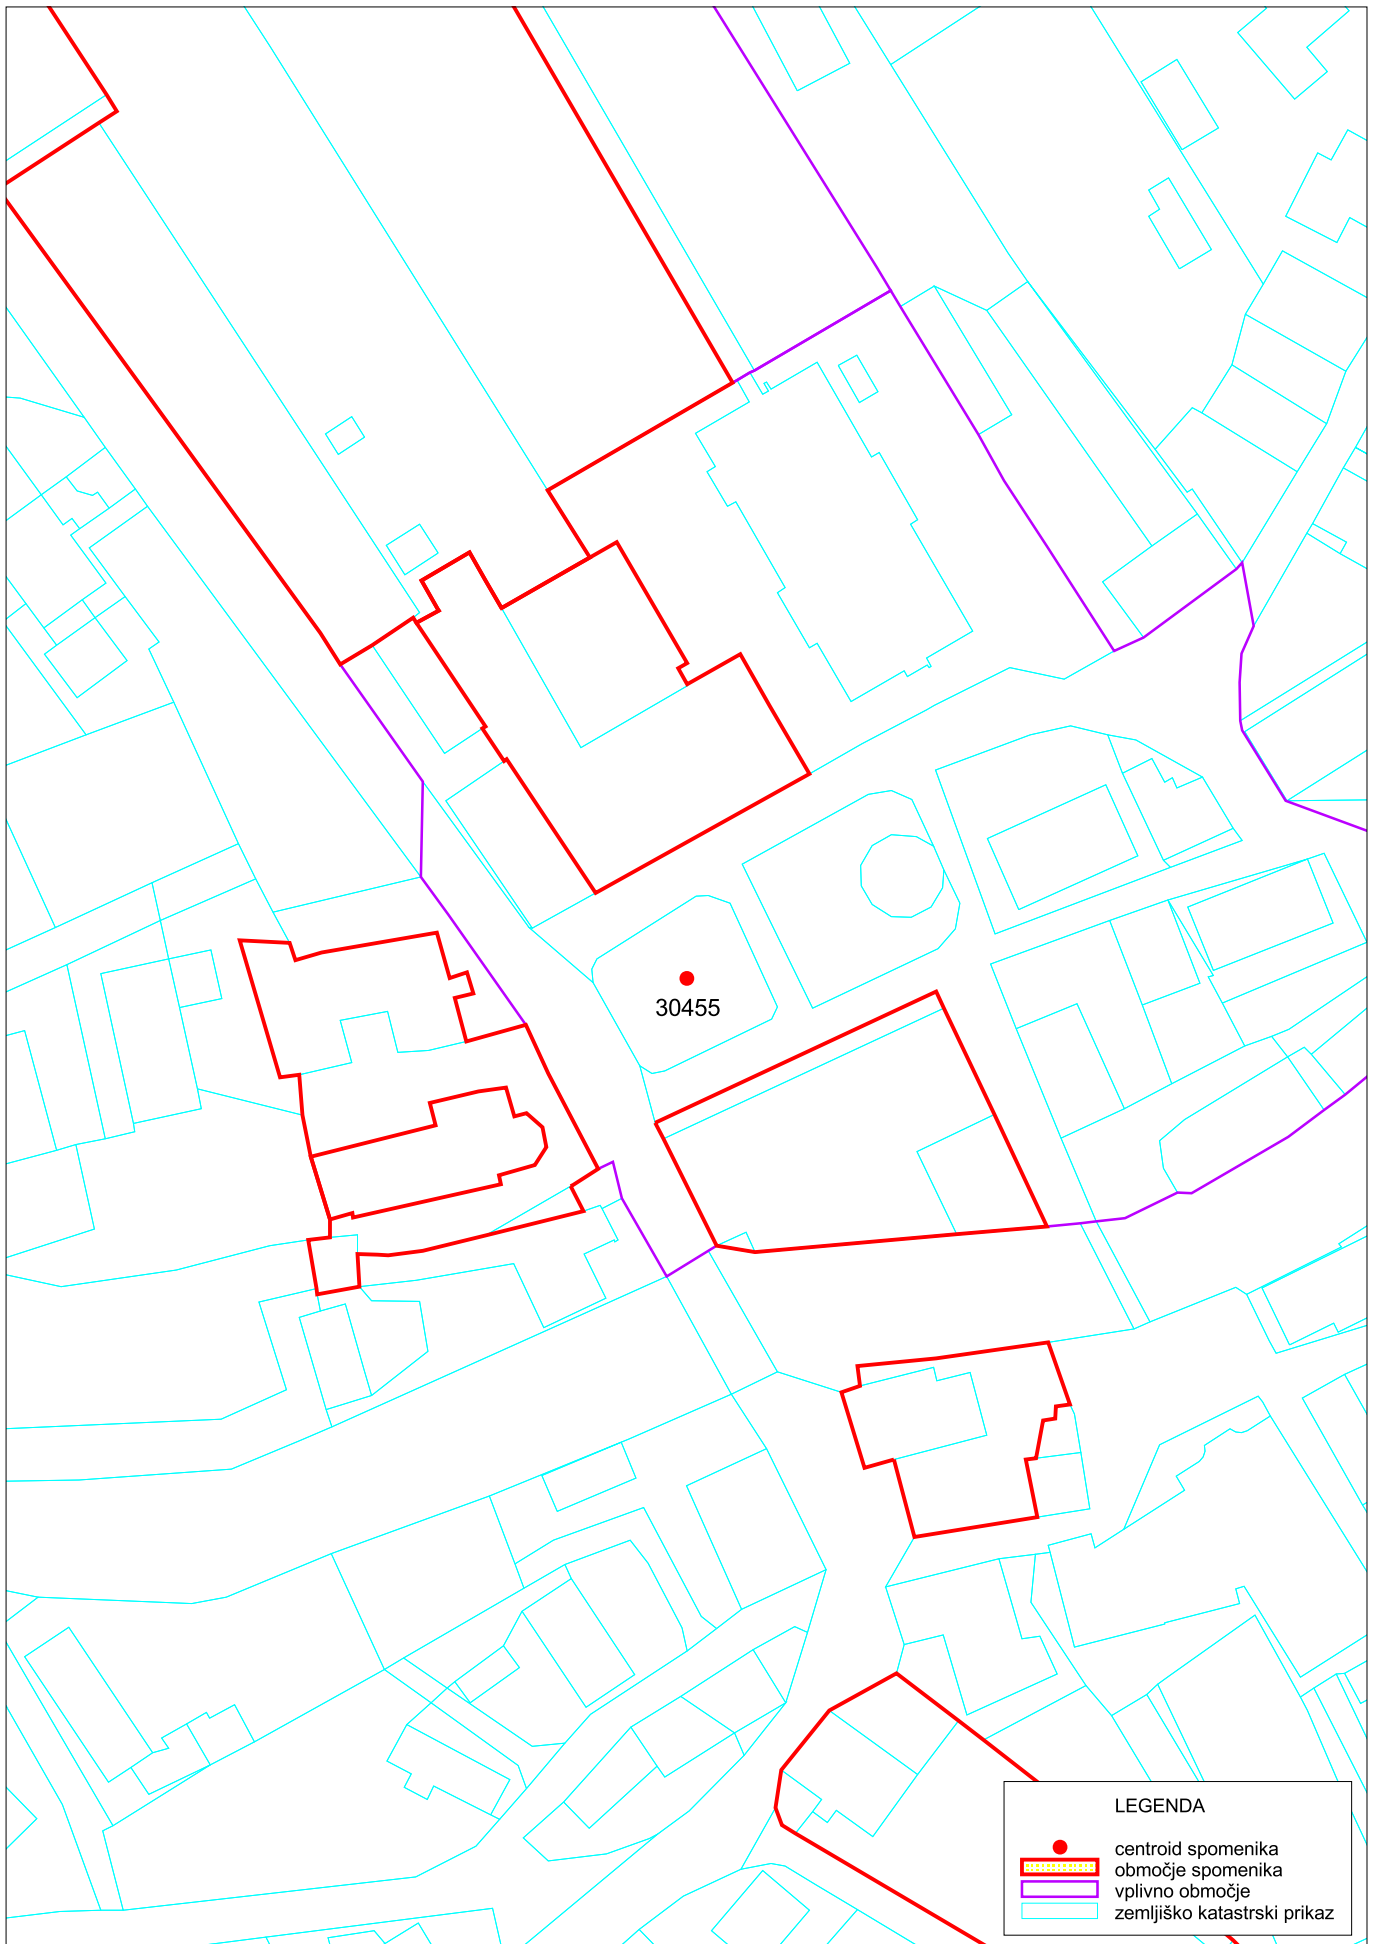 30455
LEGENDA
centroid spomenika
območje spomenika
vplivno območje
zemljiško katastrski prikaz